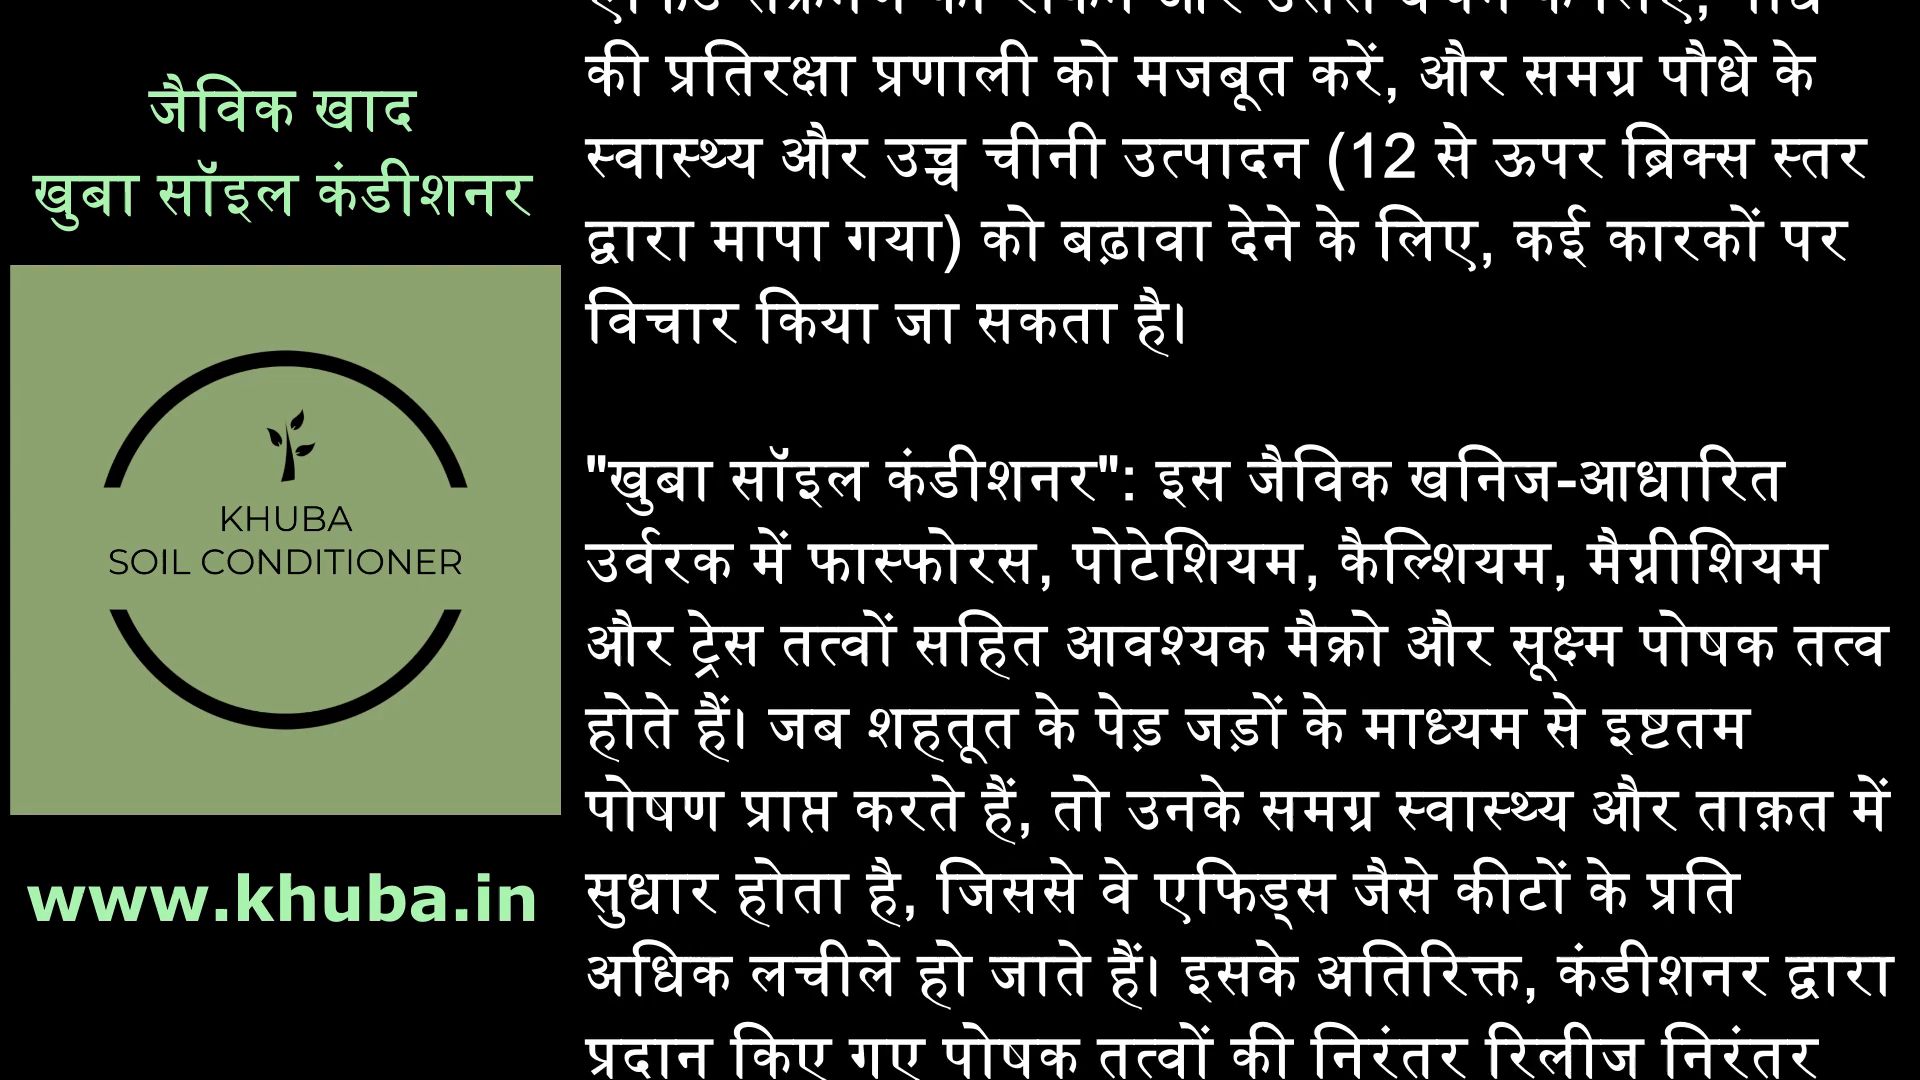 जैविक खाद
खुबा सॉइल कंडीशनर
KHUBA
SOIL CONDITIONER
www.khuba.in
की प्रतिरक्षा प्रणाली को मजबूत करें, और समग्र पौधे के
स्वास्थ्य और उच्च चीनी उत्पादन (12 से ऊपर ब्रिक्स स्तर
द्वारा मापा गया) को बढ़ावा देने के लिए, कई कारकों पर
विचार किया जा सकता है।
"खुबा सॉइल कंडीशनर": इस जैविक खनिज-आधारित
उर्वरक में फास्फोरस, पोटेशियम, कैल्शियम, मैग्नीशियम
और ट्रेस तत्वों सहित आवश्यक मैक्रो और सूक्ष्म पोषक तत्व
होते हैं। जब शहतूत के पेड़ जड़ों के माध्यम से इष्टतम
पोषण प्राप्त करते हैं, तो उनके समग्र स्वास्थ्य और ताक़त में
सुधार होता है, जिससे वे एफिड्स जैसे कीटों के प्रति
अधिक लचीले हो जाते हैं। इसके अतिरिक्त, कंडीशनर द्वारा
प्रदान किए गए पोषक तत्वों की निरंतर रिलीज निरंतर